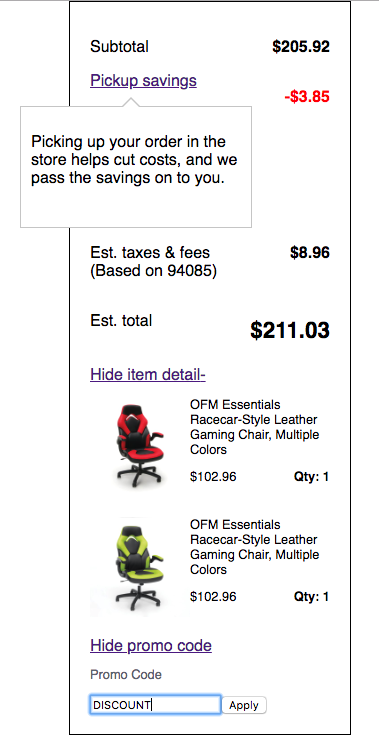 Subtotal $205.92
Pickup savings
-$3.85
Picking up your order in the
store helps cut costs, and we
pass the savings on to you.
Est. taxes & fees $8.96
(Based on 94085)
Est. total $211.03
Hide item detail-
OFM Essentials
Racecar-Style Leather
Gaming Chair, Multiple
Colors
$102.96 Qty: 1
OFM Essentials
Racecar-Style Leather
Gaming Chair, Multiple
Colors
$102.96 Qty: 1
Hide promo code
Promo Code
DISCOUNT Apply